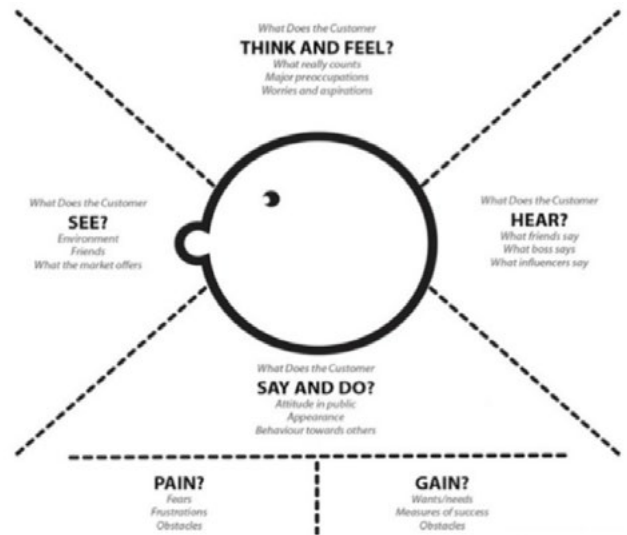 What Does the Customer
THINK AND FEEL?
What really counts
Major preoccupations
Worries and aspirations
What Does the Customer
SEE?
Environment
Friends
What the market offers
What Does the Customer
HEAR?
What friends say
What boss says
What influencers say
What Does the Customer
SAY AND DO?
Attitude in public
Appearance
Behaviour towards others
PAIN?
Fears
Frustrations
Obstacles
GAIN?
Wants/needs
Measures of success
Obstacles